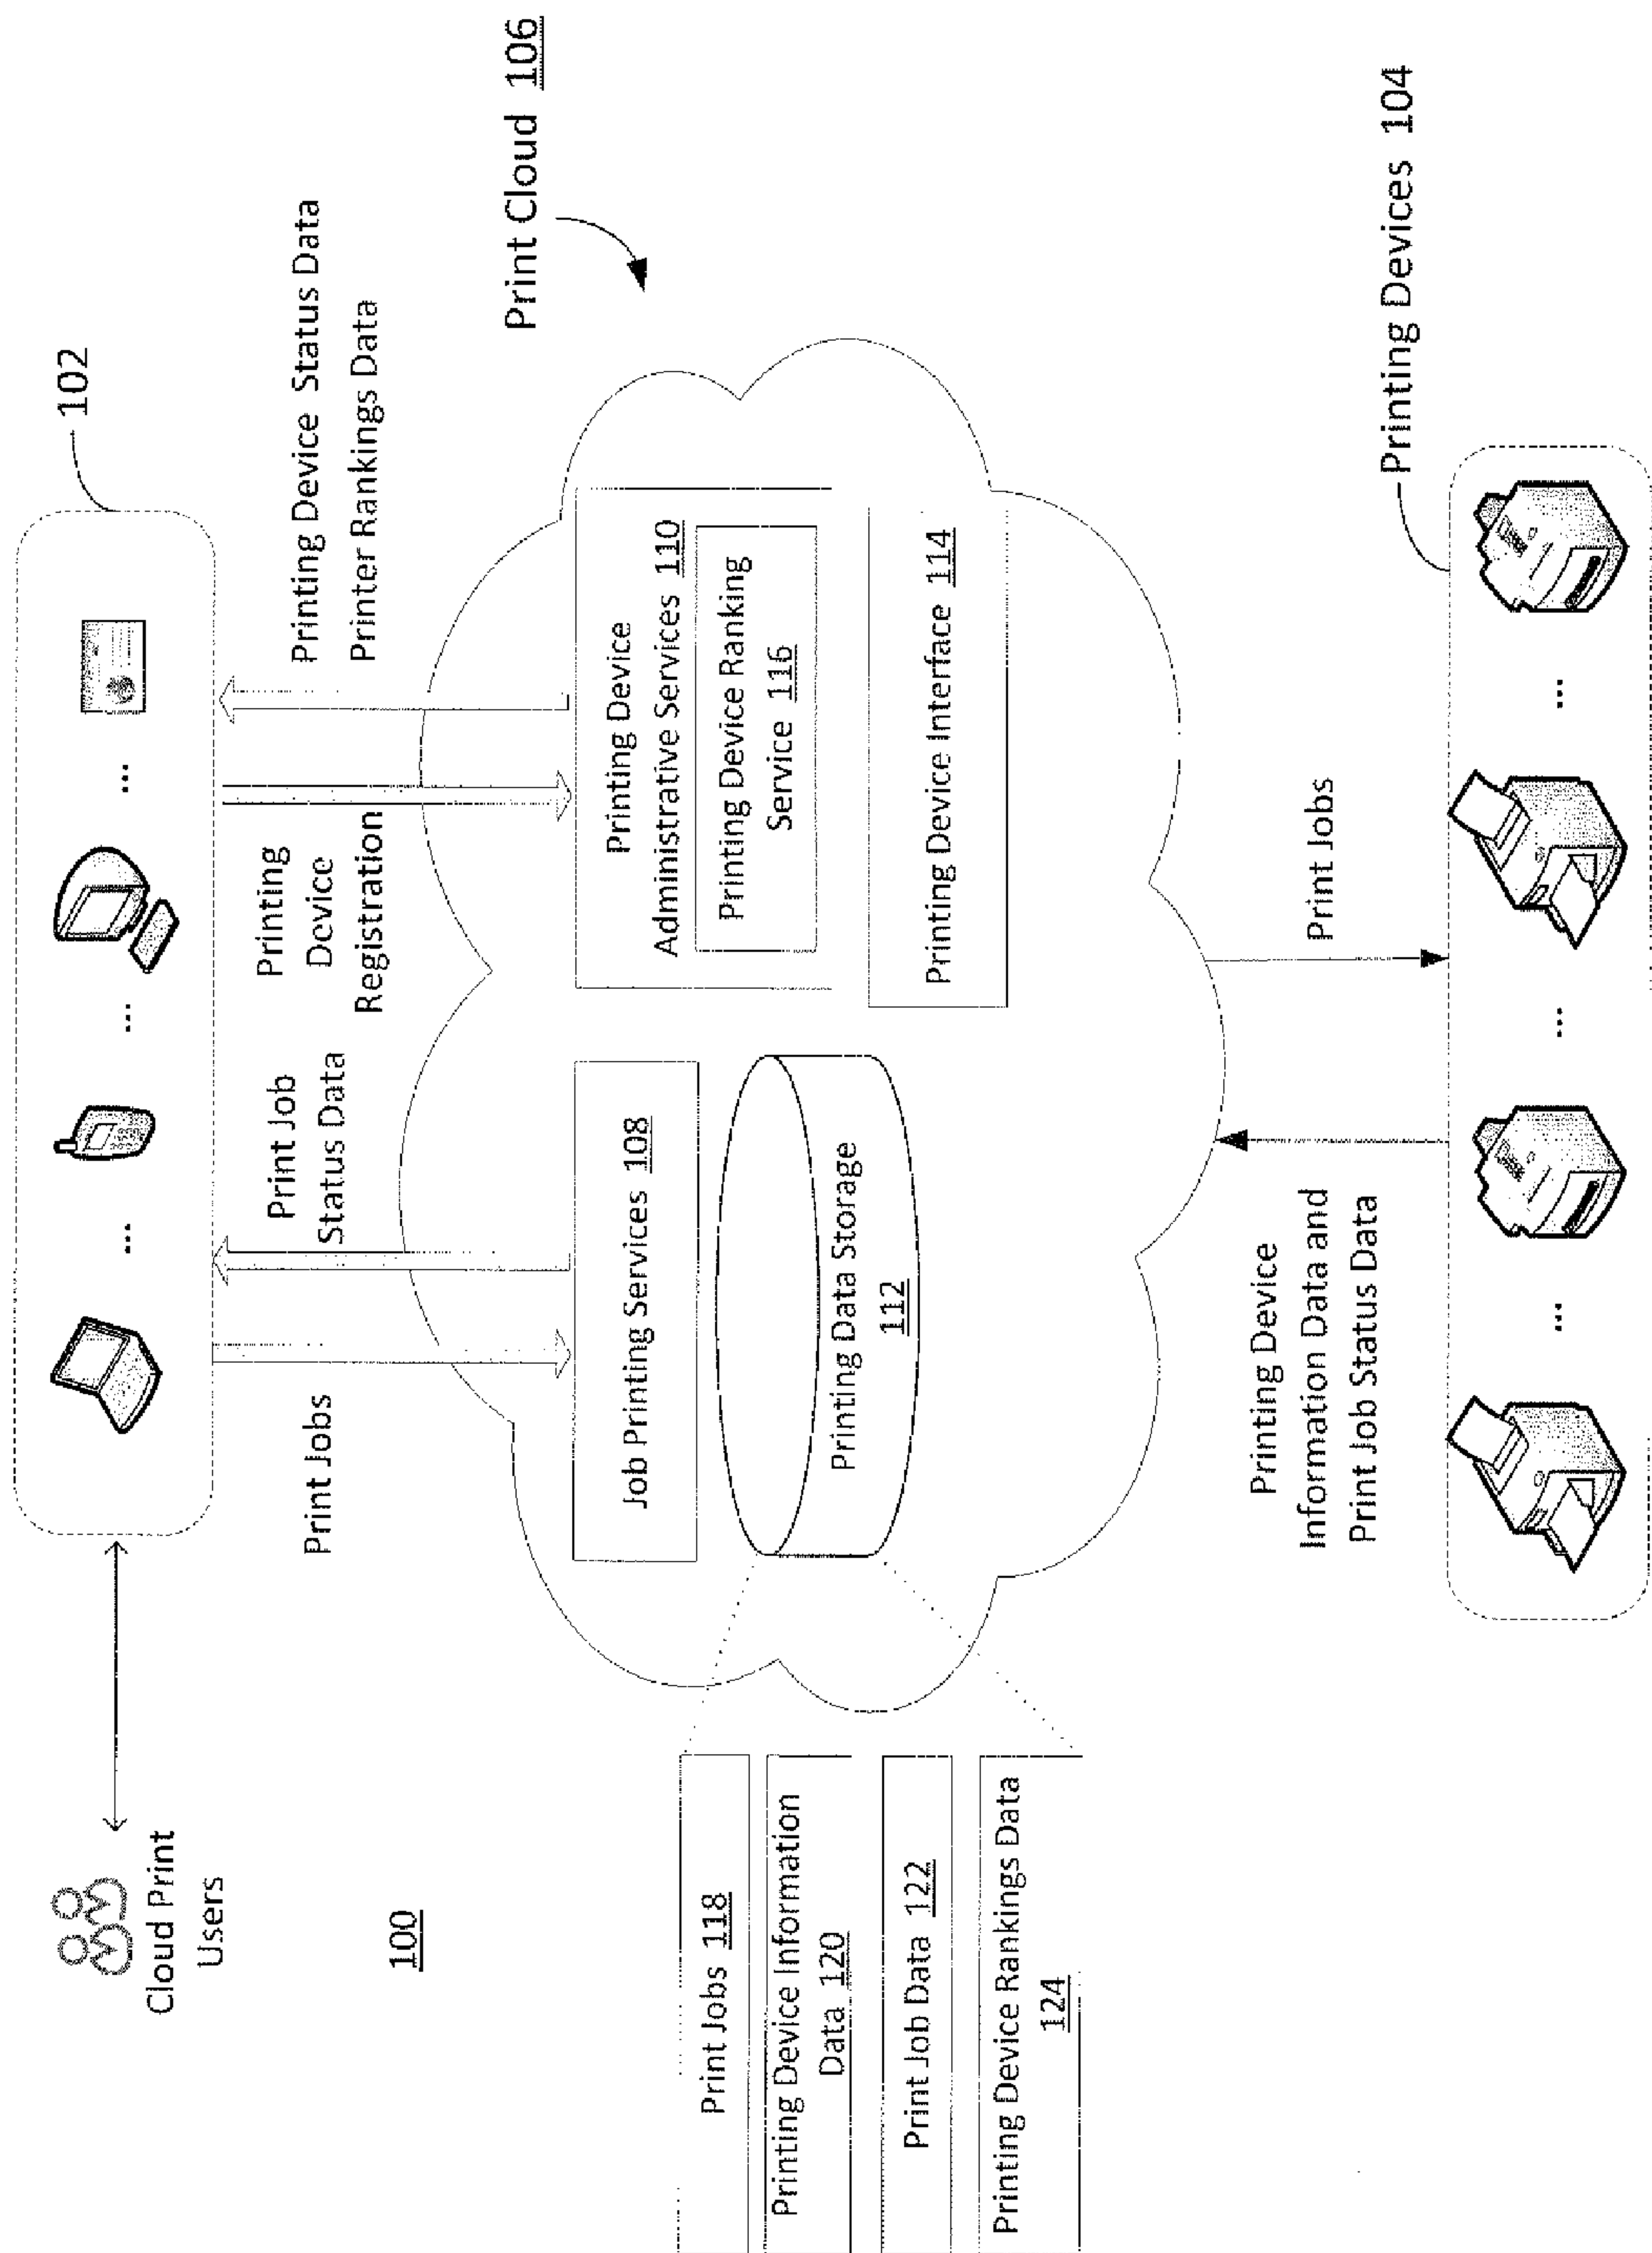 Cloud Print
Users
102
Print Jobs
Print Job
Status Data
Printing
Device
Registration
Printing Device Status Data
Printer Rankings Data
100
Print Cloud 106
Job Printing Services 108
Printing Device
Administrative Services 110
Printing Device Ranking
Service 116
Printing Data Storage
112
Printing Device Interface 114
Print Jobs 118
Printing Device Information
Data 120
Print Job Data 122
Printing Device Rankings Data
124
Printing Device
Information Data and
Print Job Status Data
Print Jobs
Printing Devices 104